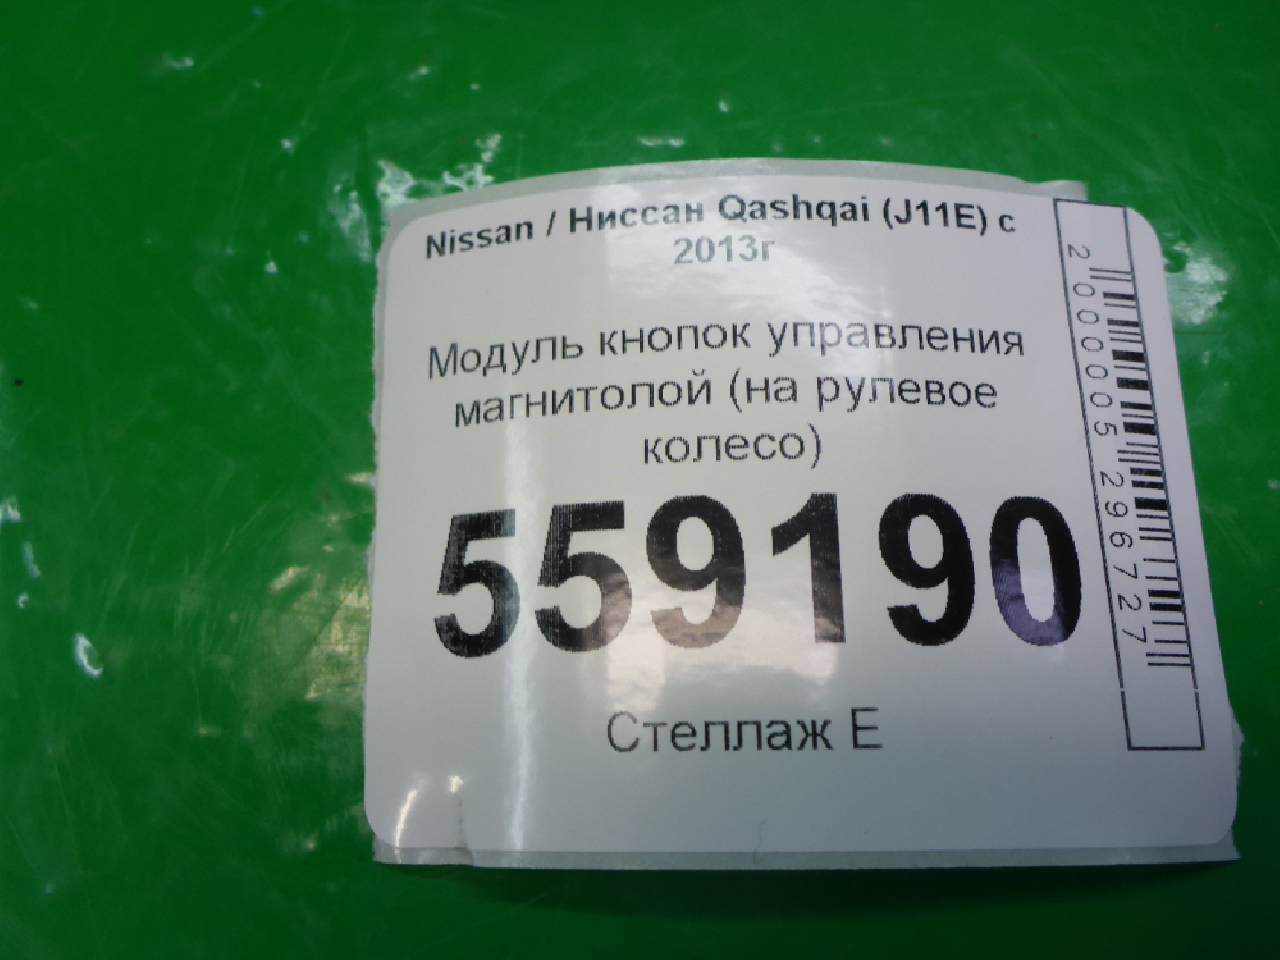 Nissan / Ниссан Qashqai (J11E) с
2013г
Модуль кнопок управления
магнитолой (на рулевое
колесо)
559190
Стеллаж Е
2000005296727